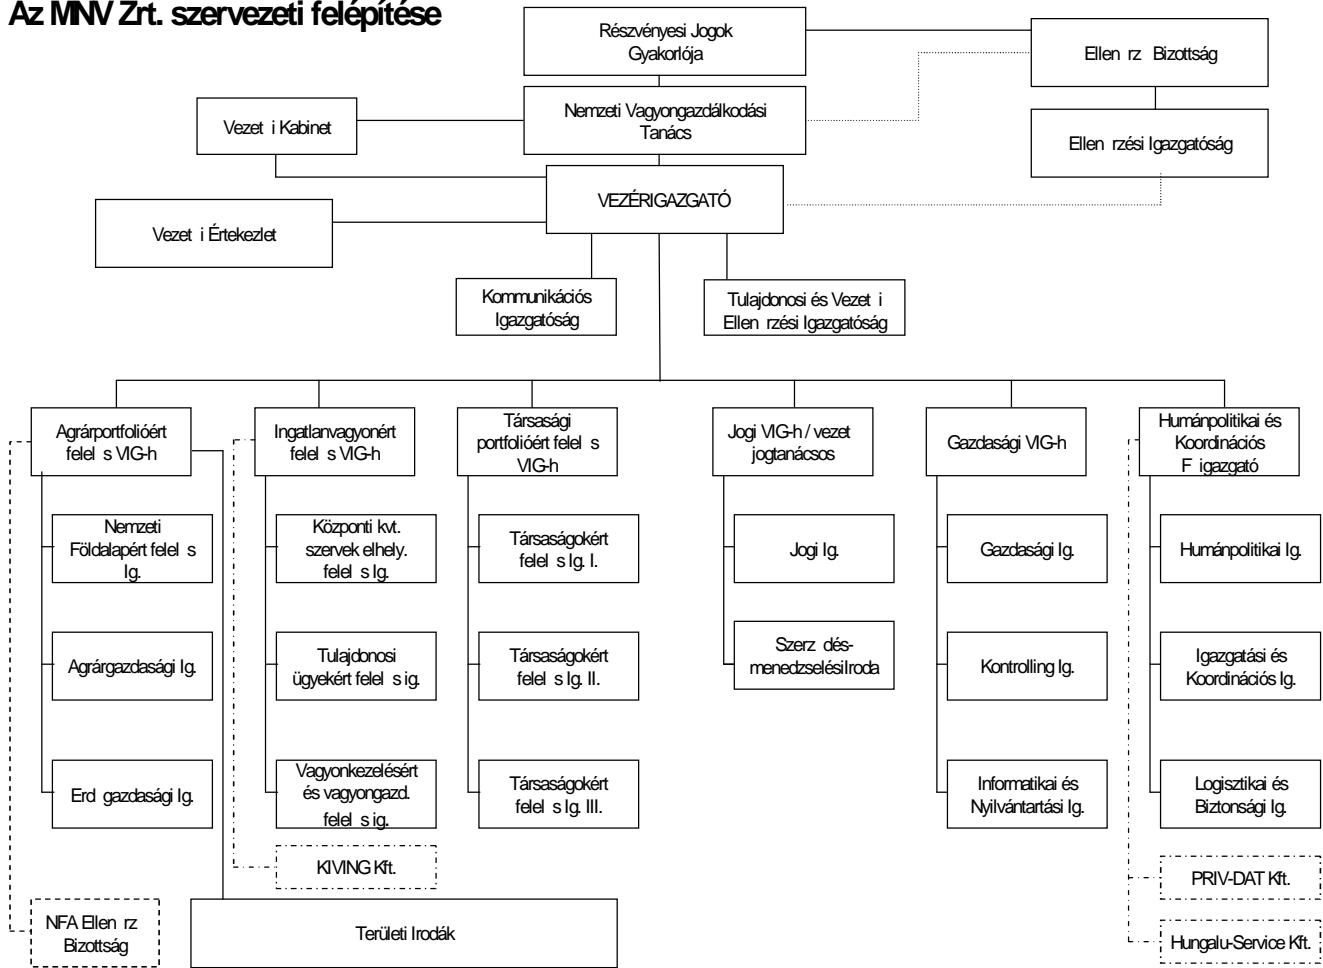 Az MNV Zrt. szervezeti felépítése
Részvényesi Jogok
Gyakorlója
Ellen rz Bizottság
Nemzeti Vagyongazdálkodási
Tanács
Vezet i Kabinet
Ellen rzési Igazgatóság
VEZÉRIGAZGATÓ
Vezet i Értekezlet
Kommunikációs
Igazgatóság
Tulajdonosi és Vezet i
Ellen rzési Igazgatóság
Agrárportfolióért
felel s VIG-h
Ingatlanvagyonért
felel s VIG-h
Társasági
portfolióért felel s
VIG-h
Jogi VIG-h / vezet
jogtanácsos
Gazdasági VIG-h
Humánpolitikai és
Koordinációs
F igazgató
Nemzeti
Földalapért felel s
Ig.
Központi kvt.
szervek elhely.
felel s Ig.
Társaságokért
felel s Ig. I.
Jogi Ig.
Gazdasági Ig.
Humánpolitikai Ig.
Agrárgazdasági Ig.
Tulajdonosi
ügyekért felel s ig.
Társaságokért
felel s Ig. II.
Szerz dés-
menedzselésiIroda
Kontrolling Ig.
Igazgatási és
Koordinációs Ig.
Erd gazdasági Ig.
Vagyonkezelésért
és vagyongazd.
felel s ig.
Társaságokért
felel s Ig. III.
Informatikai és
Nyilvántartási Ig.
Logisztikai és
Biztonsági Ig.
KIVING Kft.
PRIV-DAT Kft.
NFA Ellen rz
Bizottság
Területi Irodák
Hungalu-Service Kft.